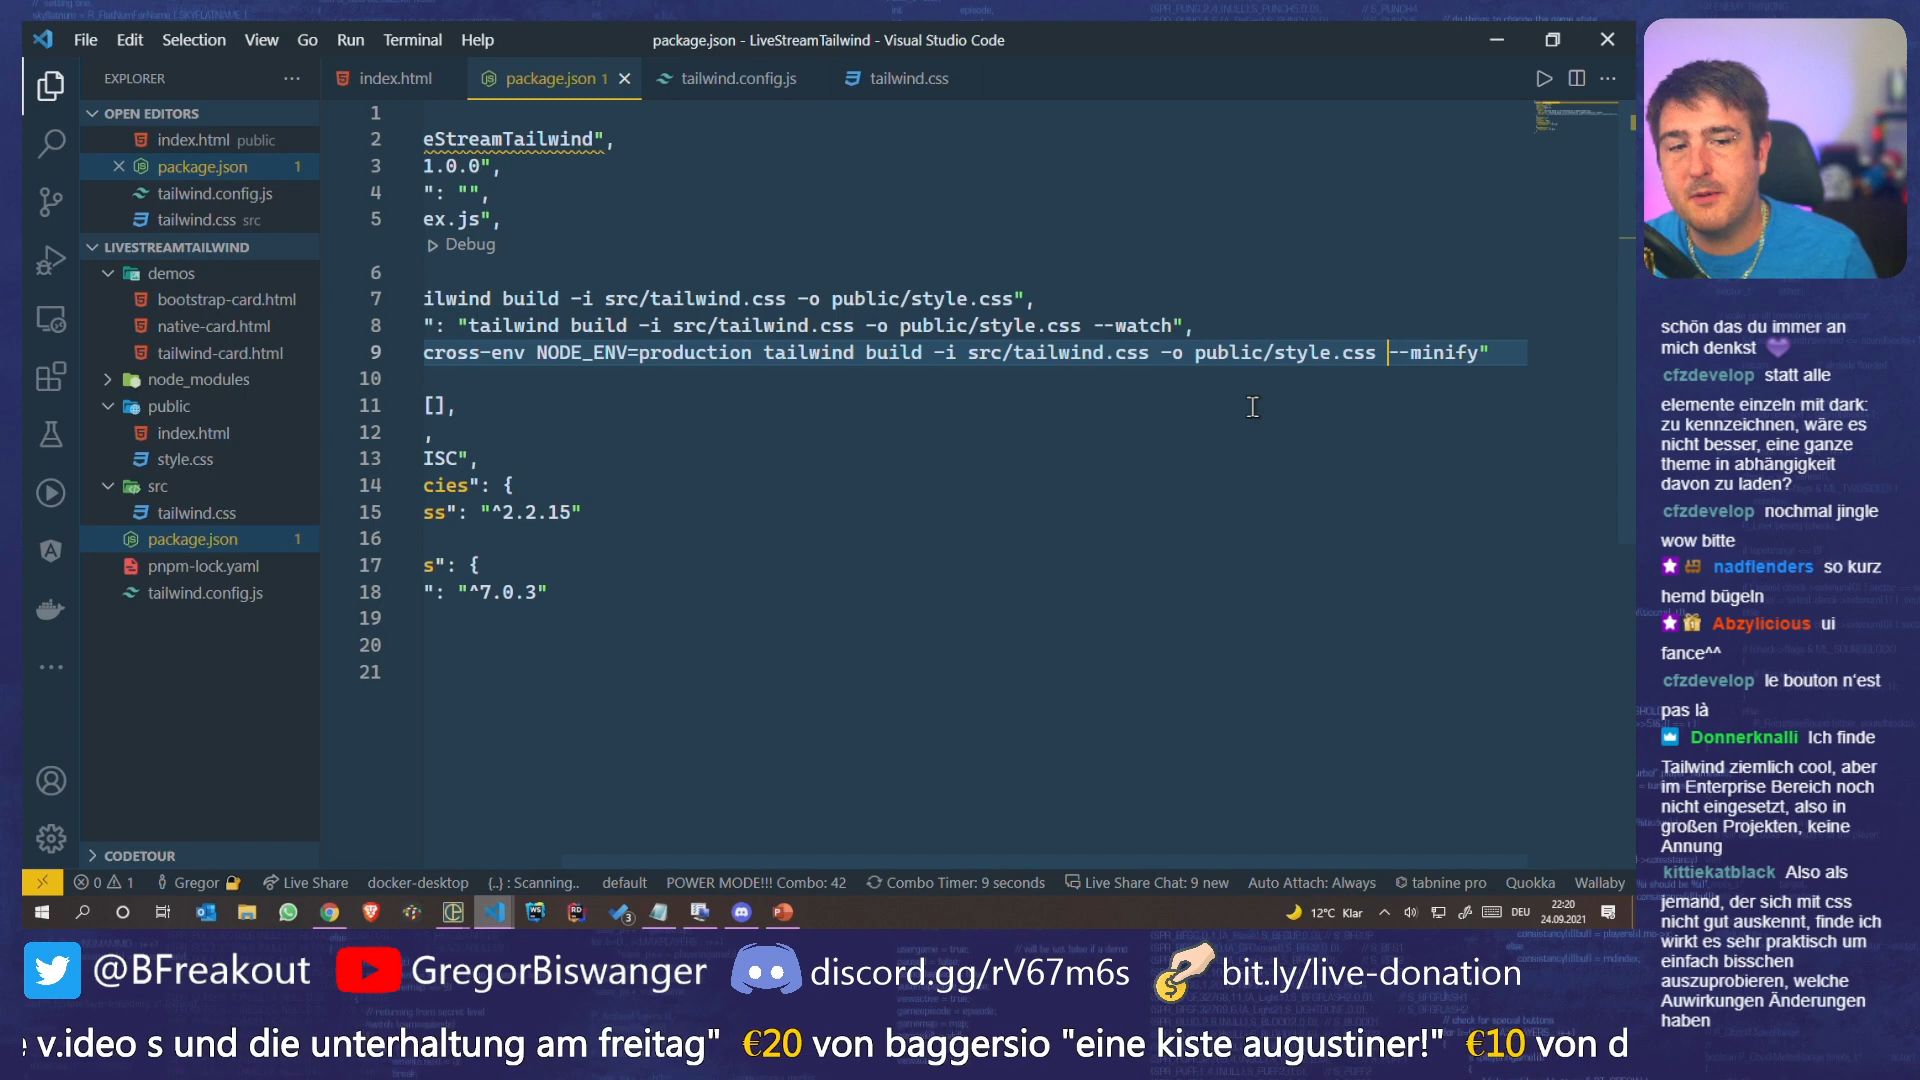 File Edit Selection View Go Run Terminal Help
package.json - LiveStreamTailwind - Visual Studio Code
EXPLORER
index.html
package.json 1
tailwind.config.js
tailwind.css
OPEN EDITORS
index.html public
package.json 1
tailwind.config.js
tailwind.css src
LIVESTREAMTAILWIND
demos
bootstrap-card.html
native-card.html
tailwind-card.html
node_modules
public
index.html
style.css
src
tailwind.css
package.json 1
pnpm-lock.yaml
tailwind.config.js
CODETOUR
1
2 eStreamTailwind",
3 1.0.0",
4 ": "",
5 ex.js",
Debug
6
7 ilwind build -i src/tailwind.css -o public/style.css",
8 ": "tailwind build -i src/tailwind.css -o public/style.css --watch",
9 cross-env NODE_ENV=production tailwind build -i src/tailwind.css -o public/style.css --minify"
10
11 [],
12 ,
13 ISC",
14 cies": {
15 ss": "^2.2.15"
16
17 s": {
18 ": "^7.0.3"
19
20
21
0 1 Gregor Live Share docker-desktop {..} : Scanning.. default POWER MODE!!! Combo: 42 Combo Timer: 9 seconds Live Share Chat: 9 new Auto Attach: Always tabnine pro Quokka Wallaby
3
12°C Klar DEU 22:20
24.09.2021
schön das du immer an
mich denkst
cfzdevelop statt alle
elemente einzeln mit dark:
zu kennzeichnen, wäre es
nicht besser, eine ganze
theme in abhängigkeit
davon zu laden?
cfzdevelop nochmal jingle
wow bitte
nadflenders so kurz
hemd bügeln
Abzylicious ui
fance^^
cfzdevelop le bouton n'est
pas là
Donnerknalli Ich finde
Tailwind ziemlich cool, aber
im Enterprise Bereich noch
nicht eingesetzt, also in
großen Projekten, keine
Annung
kittiekatblack Also als
jemand, der sich mit css
nicht gut auskennt, finde ich
wirkt es sehr praktisch um
einfach bisschen
auszuprobieren, welche
Auwirkungen Änderungen
haben
@BFreakout GregorBiswanger discord.gg/rV67m6s bit.ly/live-donation
v.ideo s und die unterhaltung am freitag" €20 von baggersio "eine kiste augustiner!" €10 von d